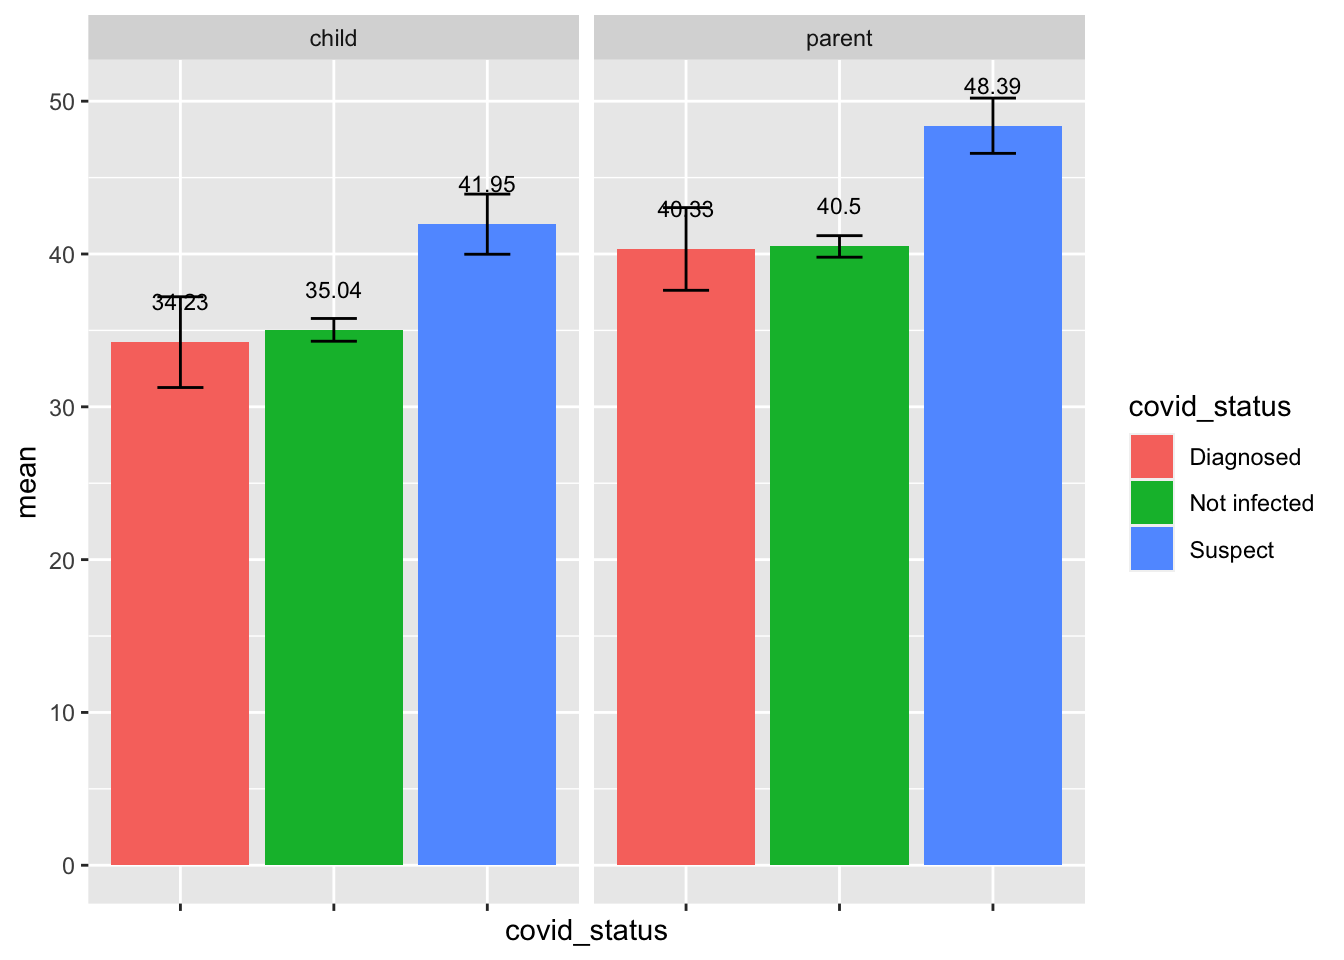 child
parent
50
40
30
20
10
0
mean
34.23
35.04
41.95
40.33
40.5
48.39
covid_status
covid_status
Diagnosed
Not infected
Suspect